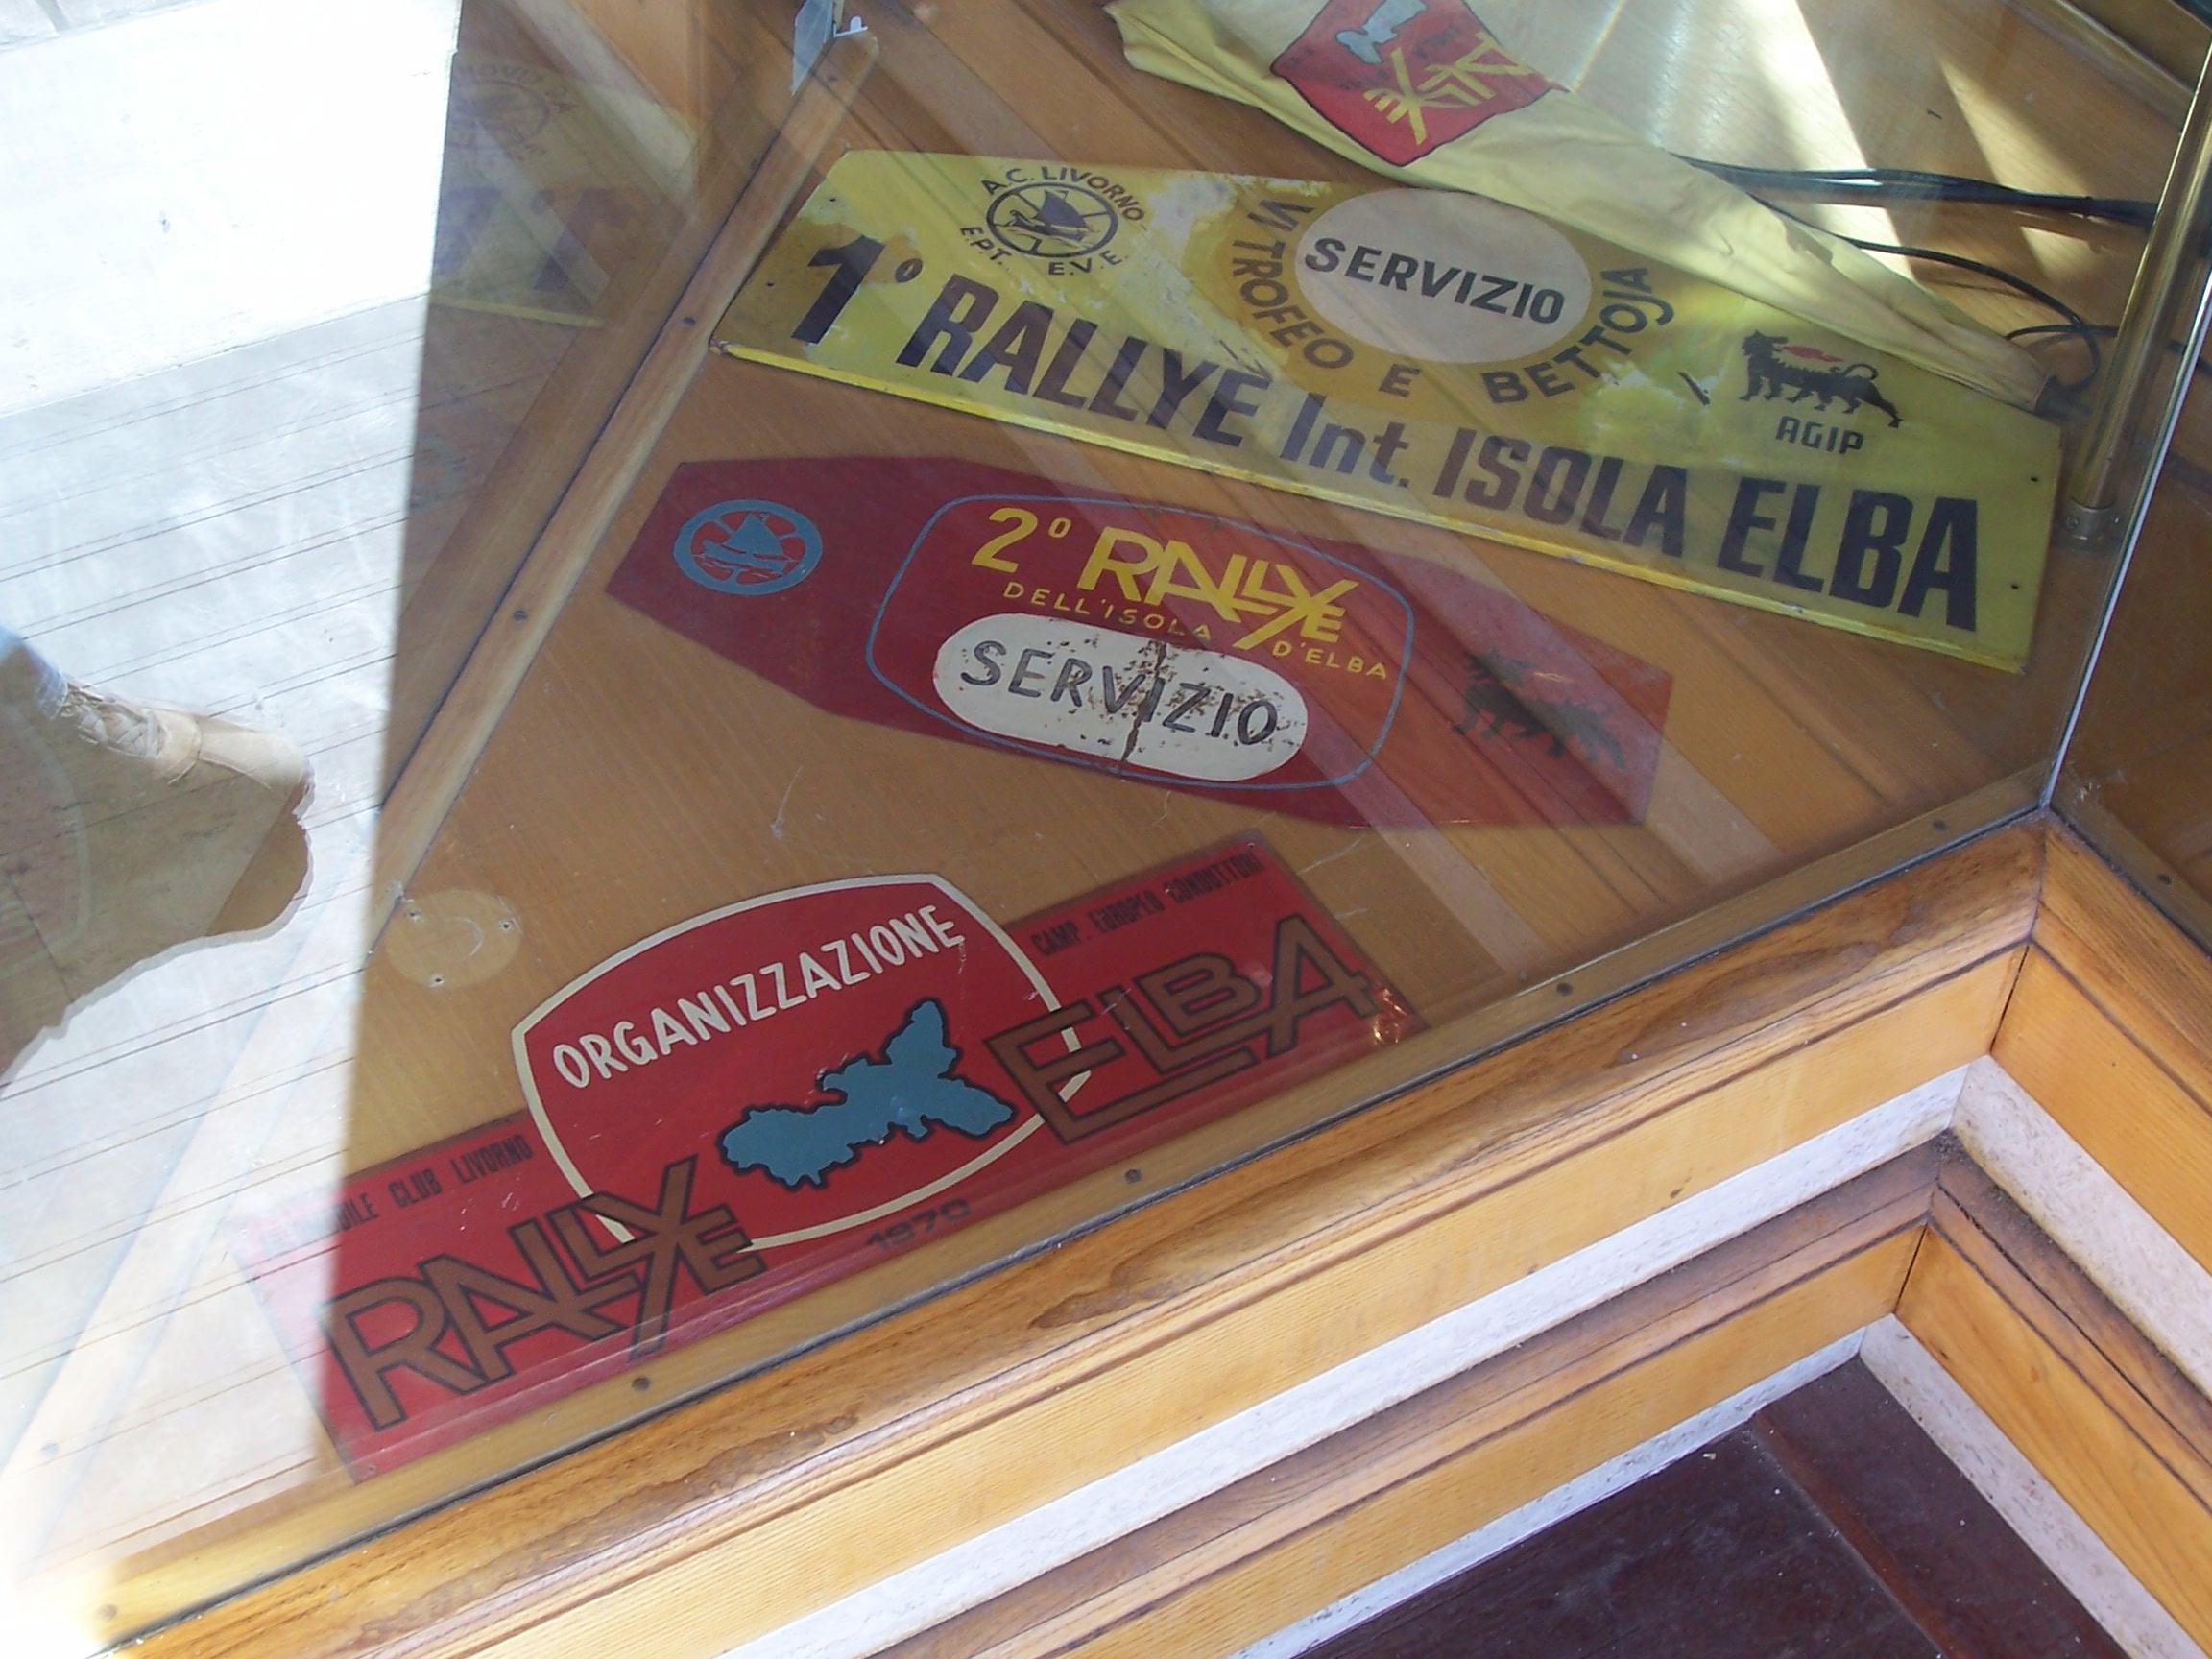 A.C. LIVORNO
E.P.T. E.V.E.
SERVIZIO
VI TROFEO E BETTOJA
AGIP
1° RALLYE Int. ISOLA ELBA
2° RALLYE
DELL'ISOLA D'ELBA
SERVIZIO
ORGANIZZAZIONE
CAMP. EUROPEO CONDUTTORI
ELBA
CLUB LIVORNO
RALLYE
1970